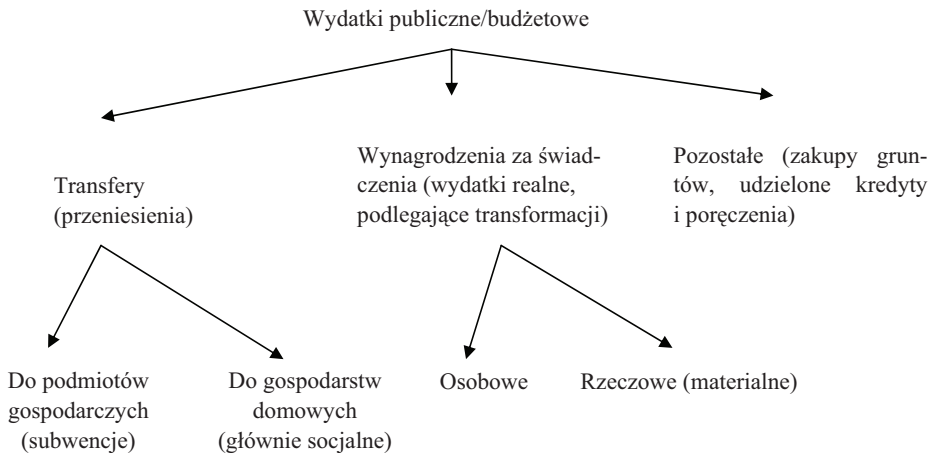 Wydatki publiczne/budżetowe
Transfery
(przeniesienia)
Wynagrodzenia za świad-
czenia (wydatki realne,
podlegające transformacji)
Pozostałe (zakupy grun-
tów, udzielone kredyty
i poręczenia)
Do podmiotów
gospodarczych
(subwencje)
Do gospodarstw
domowych
(głównie socjalne)
Osobowe
Rzeczowe (materialne)